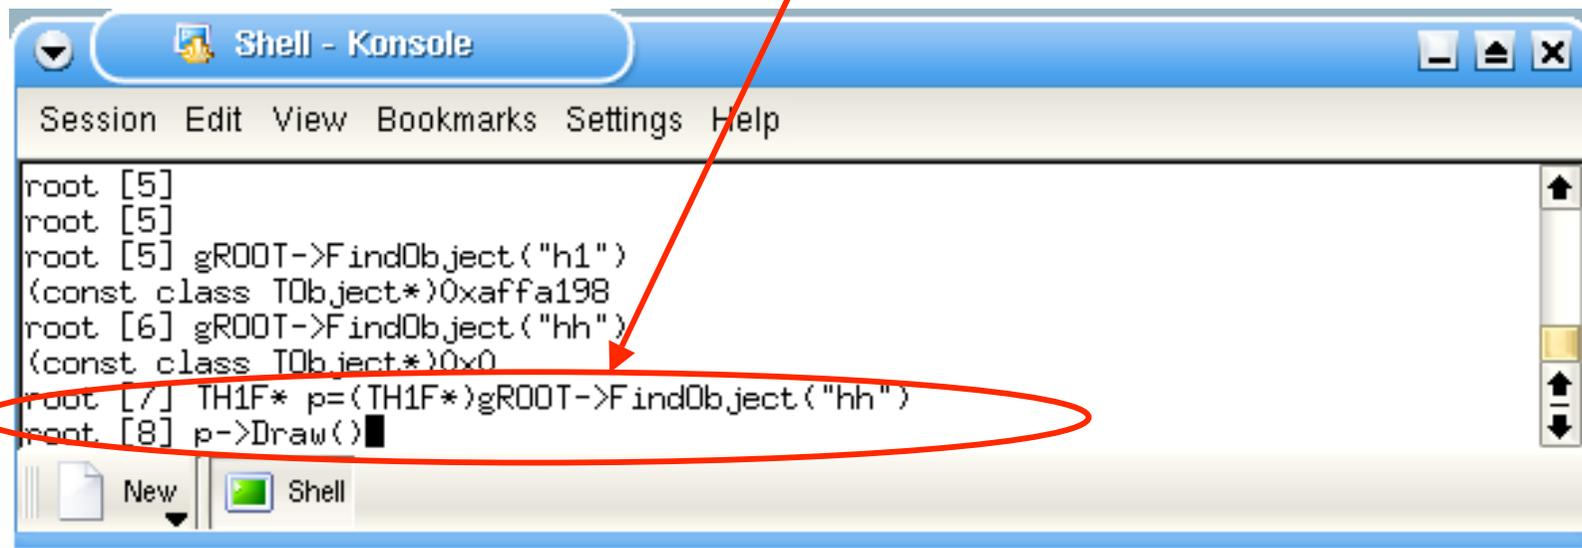 Shell - Konsole
Session Edit View Bookmarks Settings Help
root [5]
root [5]
root [5] gROOT->FindObject("h1")
(const class TObject*)0xaffa198
root [6] gROOT->FindObject("hh")
(const class TObject*)0x0
root [7] TH1F* p=(TH1F*)gROOT->FindObject("hh")
root [8] p->Draw()
New Shell